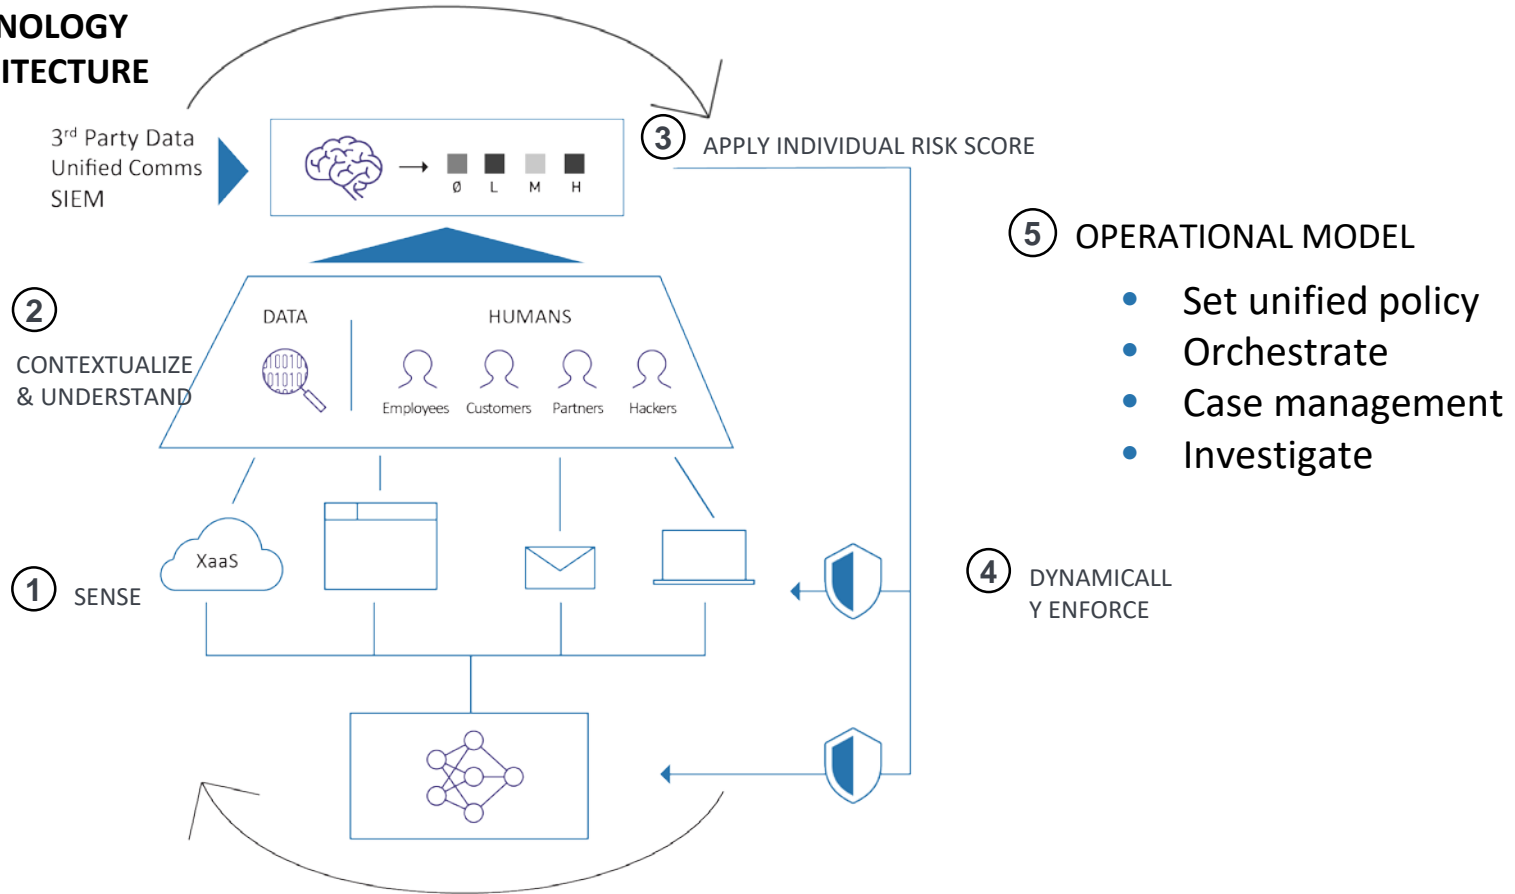 NOLOGY
ITECTURE
3rd Party Data
Unified Comms
SIEM
Ø L M H
3 APPLY INDIVIDUAL RISK SCORE
5 OPERATIONAL MODEL
• Set unified policy
• Orchestrate
• Case management
• Investigate
2
CONTEXTUALIZE
& UNDERSTAND
DATA
HUMANS
Employees Customers Partners Hackers
1 SENSE
XaaS
4 DYNAMICALL
Y ENFORCE